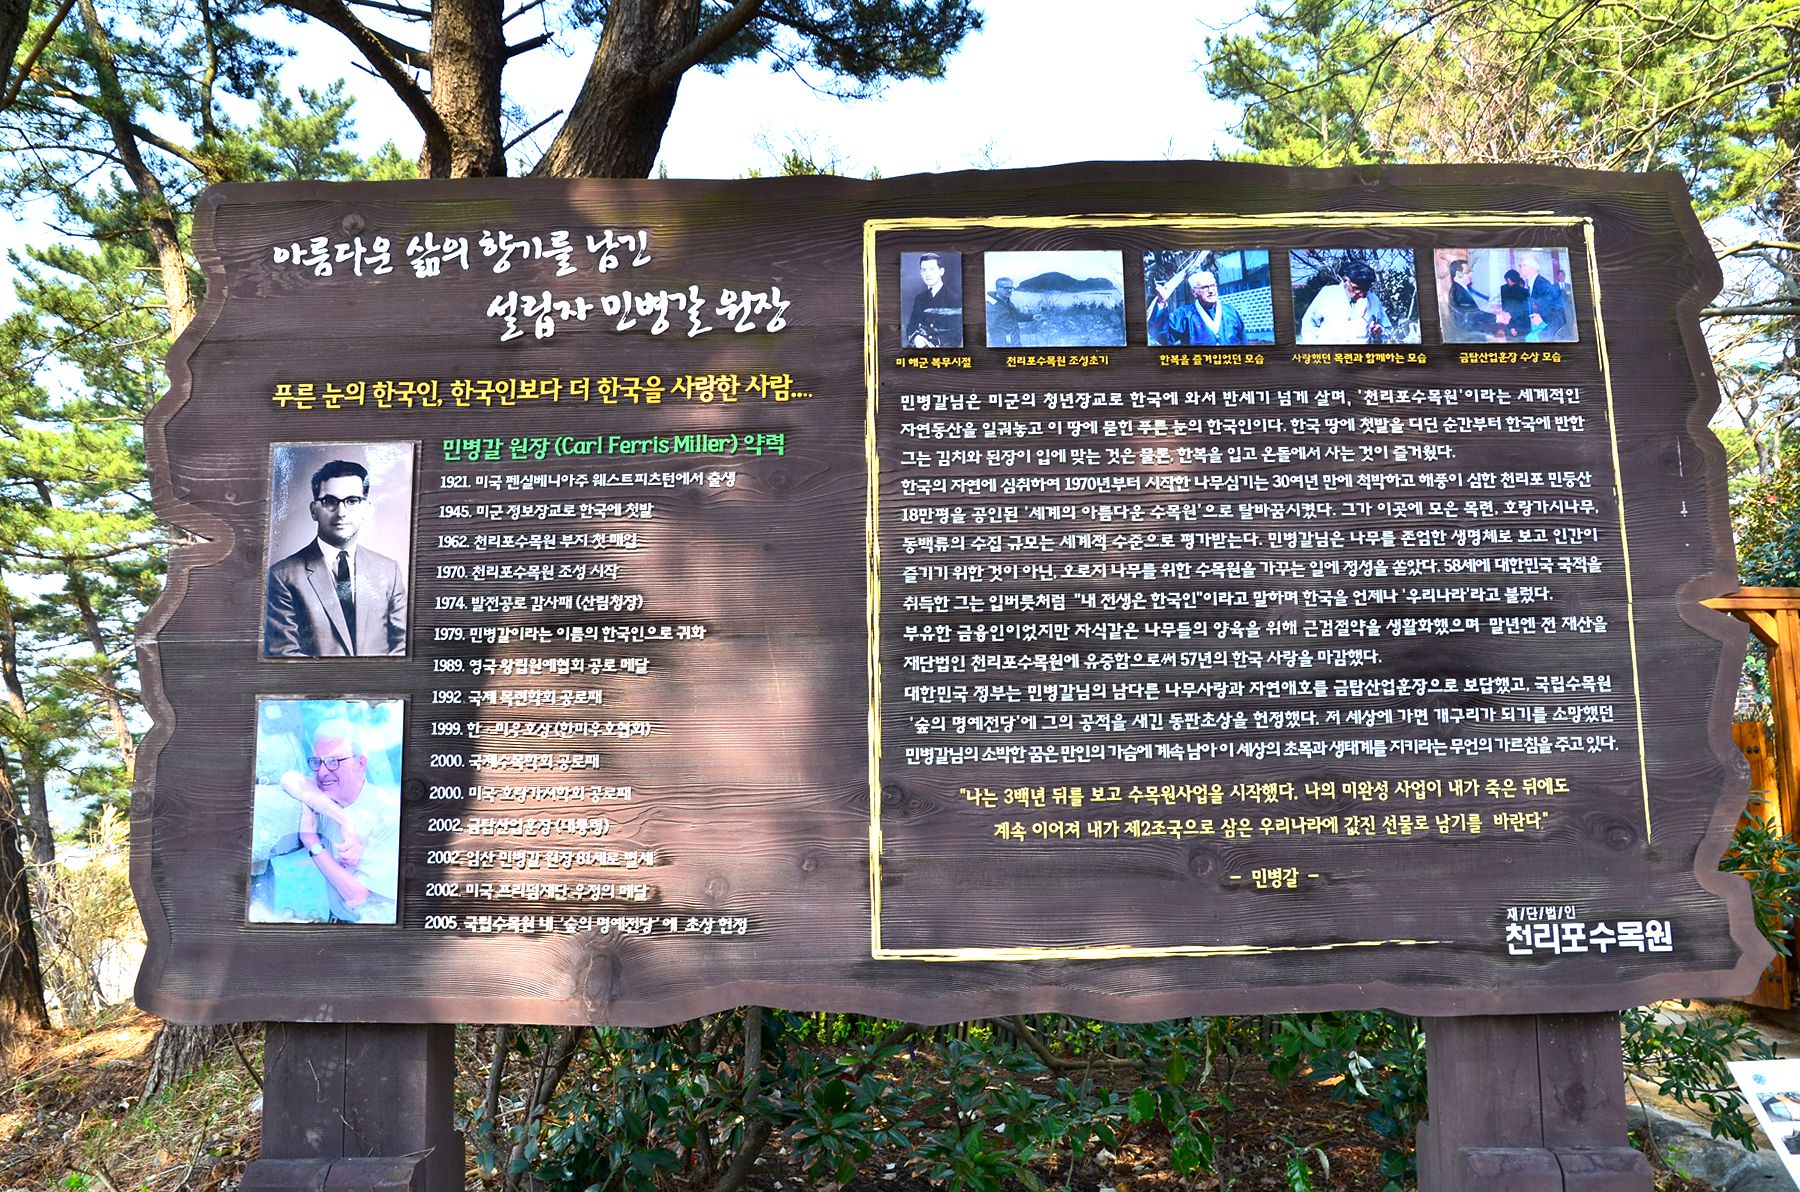 아름다운 삶의 향기를 남긴
설립자 민병갈 원장
푸른 눈의 한국인, 한국인보다 더 한국을 사랑한 사람....
민병갈 원장 (Carl Ferris Miller) 약력
1921. 미국 펜실베니아주 웨스트피츠턴에서 출생
1945. 미군 정보장교로 한국에 첫발
1962. 천리포수목원 부지 첫 매입
1970. 천리포수목원 조성 시작
1974. 발전공로 감사패 (산림청장)
1979. 민병갈이라는 이름의 한국인으로 귀화
1989. 영국 왕립원예협회 공로 메달
1992. 국제 목련학회 공로패
1999. 한·미우호상 (한미우호협회)
2000. 국제수목학회 공로패
2000. 미국 호랑가시학회 공로패
2002. 금탑산업훈장 (대통령)
2002. 임산 민병갈 원장 81세로 별세
2002. 미국 프리덤재단 우정의 메달
2005. 국립수목원 내 '숲의 명예전당' 에 초상 헌정
미 해군 복무시절
천리포수목원 조성초기
한복을 즐겨입었던 모습
사랑했던 목련과 함께하는 모습
금탑산업훈장 수상 모습
민병갈님은 미군의 청년장교로 한국에 와서 반세기 넘게 살며, '천리포수목원'이라는 세계적인
자연동산을 일궈놓고 이 땅에 묻힌 푸른 눈의 한국인이다. 한국 땅에 첫발을 디딘 순간부터 한국에 반한
그는 김치와 된장이 입에 맞는 것은 물론, 한복을 입고 온돌에서 사는 것이 즐거웠다.
한국의 자연에 심취하여 1970년부터 시작한 나무심기는 30여년 만에 척박하고 해풍이 심한 천리포 민둥산
18만평을 공인된 '세계의 아름다운 수목원'으로 탈바꿈시켰다. 그가 이곳에 모은 목련, 호랑가시나무,
동백류의 수집 규모는 세계적 수준으로 평가받는다. 민병갈님은 나무를 존엄한 생명체로 보고 인간이
즐기기 위한 것이 아닌, 오로지 나무를 위한 수목원을 가꾸는 일에 정성을 쏟았다. 58세에 대한민국 국적을
취득한 그는 입버릇처럼 "내 전생은 한국인"이라고 말하며 한국을 언제나 '우리나라'라고 불렀다.
부유한 금융인이었지만 자식같은 나무들의 양육을 위해 근검절약을 생활화했으며 말년엔 전 재산을
재단법인 천리포수목원에 유증함으로써 57년의 한국 사랑을 마감했다.
대한민국 정부는 민병갈님의 남다른 나무사랑과 자연애호를 금탑산업훈장으로 보답했고, 국립수목원
'숲의 명예전당'에 그의 공적을 새긴 동판초상을 헌정했다. 저 세상에 가면 개구리가 되기를 소망했던
민병갈님의 소박한 꿈은 만인의 가슴에 계속 남아 이 세상의 초목과 생태계를 지키라는 무언의 가르침을 주고 있다.
"나는 3백년 뒤를 보고 수목원사업을 시작했다. 나의 미완성 사업이 내가 죽은 뒤에도
계속 이어져 내가 제2조국으로 삼은 우리나라에 값진 선물로 남기를 바란다."
- 민병갈 -
재/단/법/인
천리포수목원